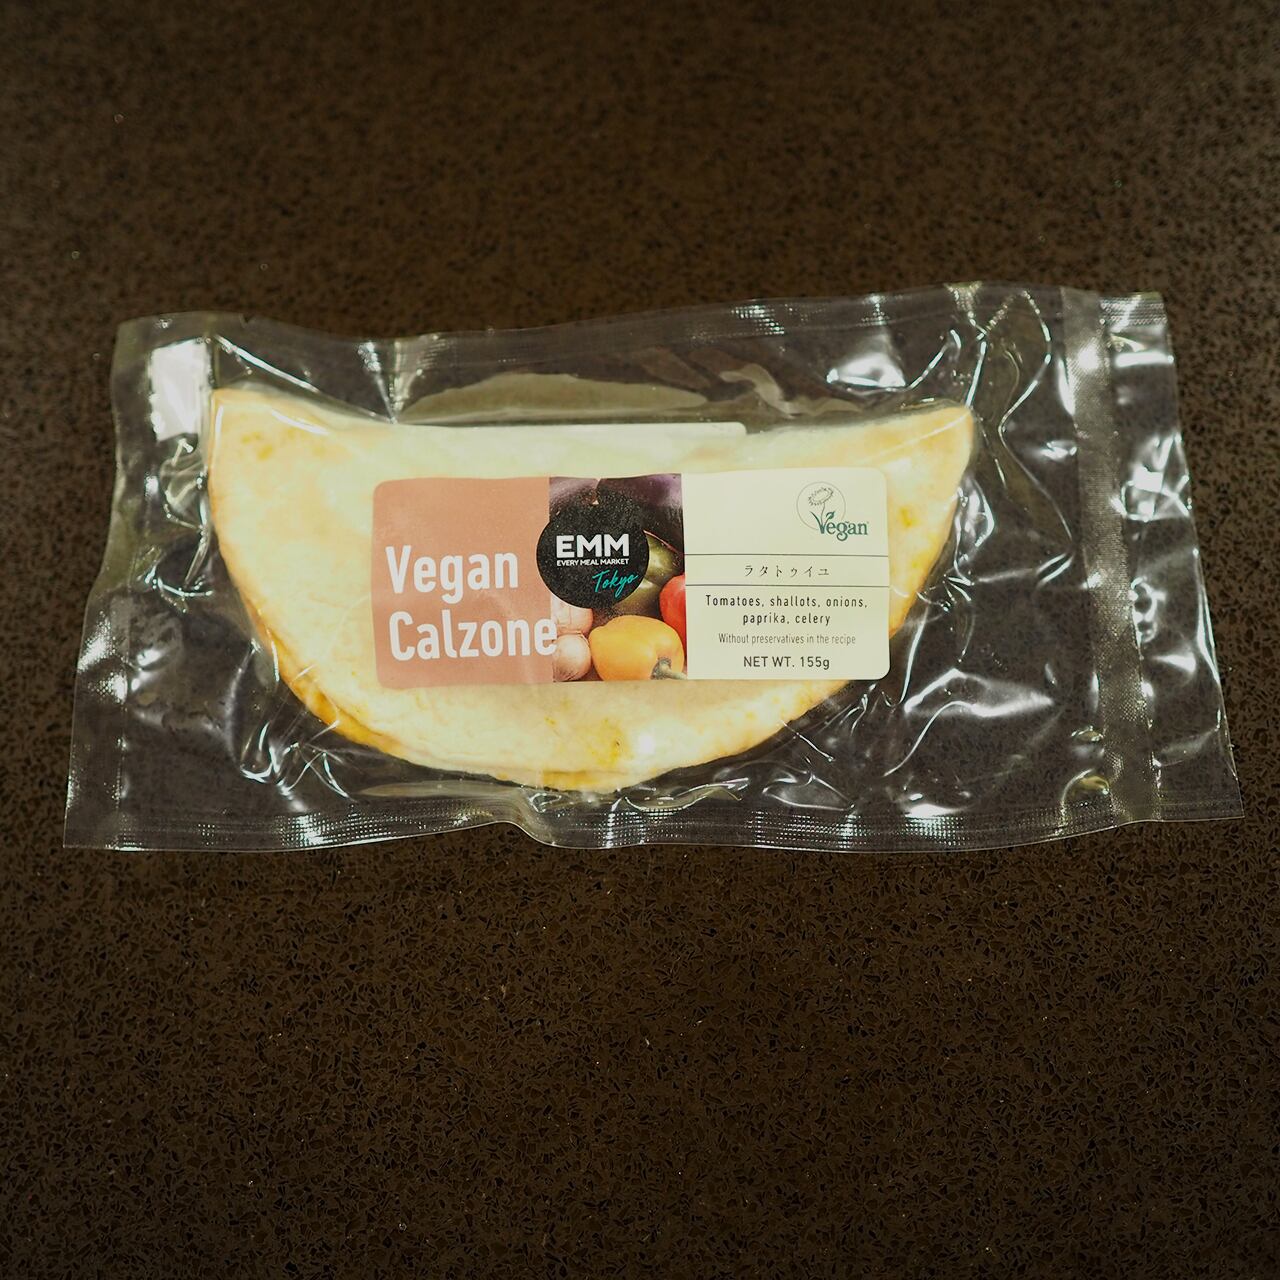 Vegan
Calzone
EMM
EVERY MEAL MARKET
Tokyo
Vegan
ラタトゥイユ
Tomatoes, shallots, onions,
paprika, celery
Without preservatives in the recipe
NET WT. 155g